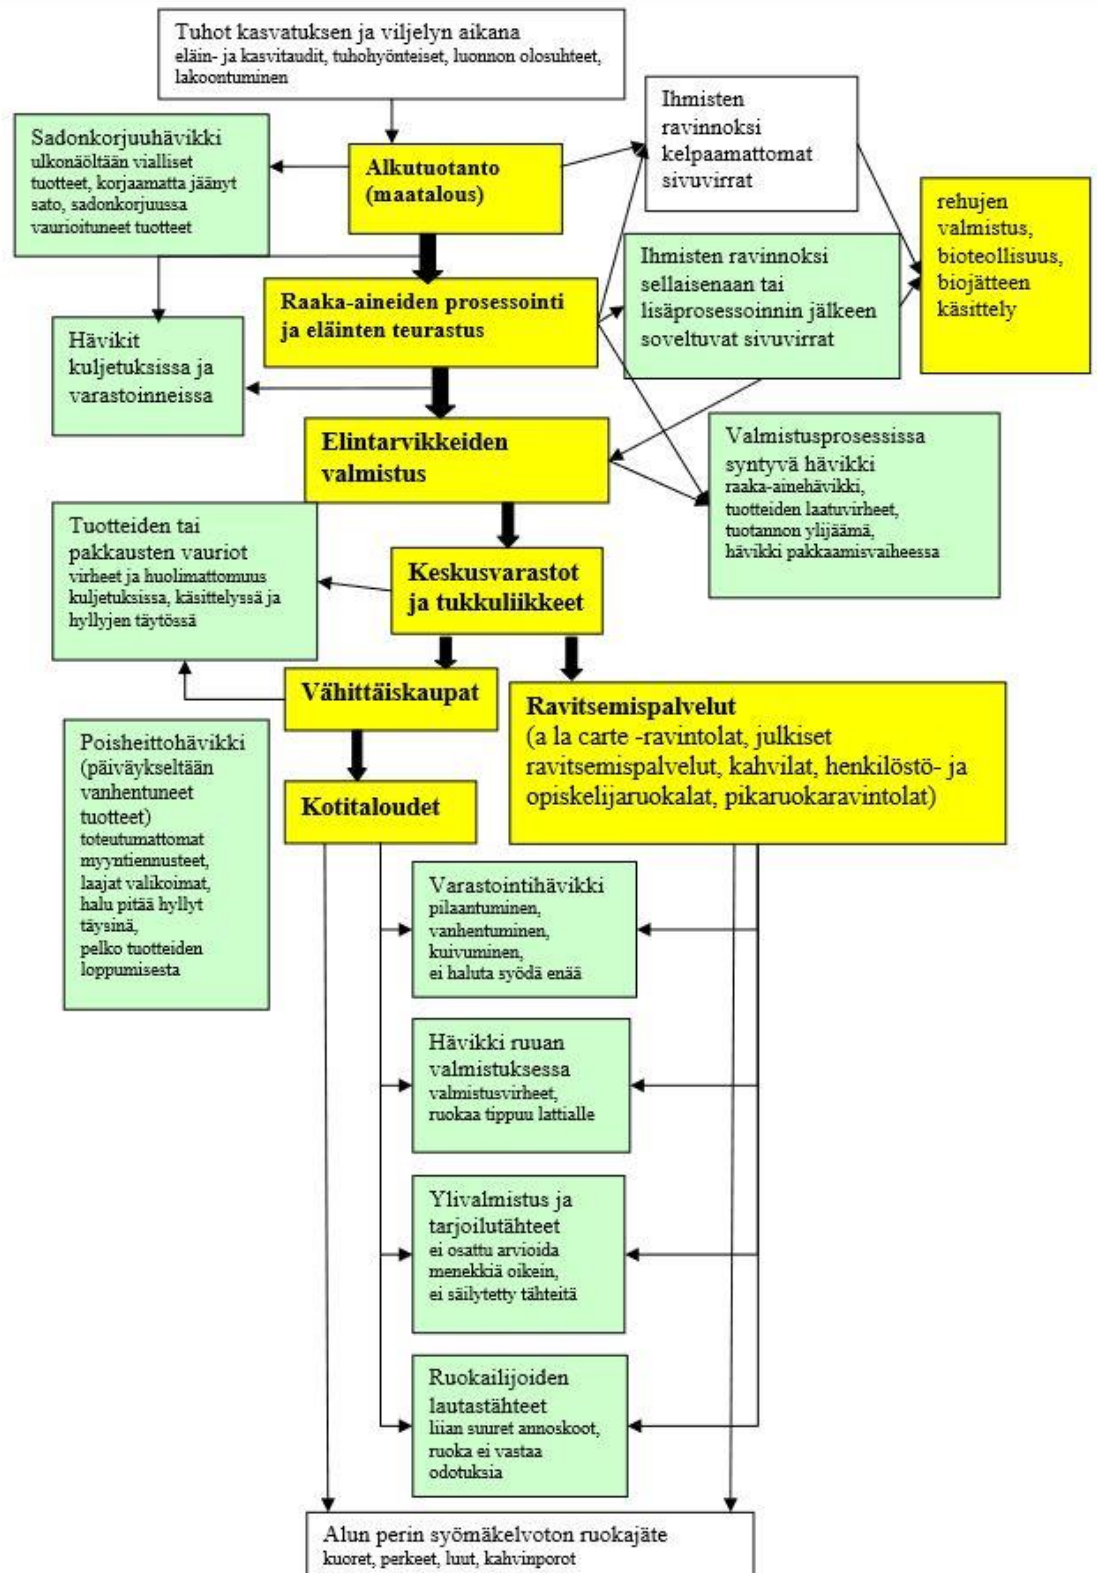 Tuhot kasvatuksen ja viljelyn aikana
eläin- ja kasvitaudit, tuhohyönteiset, luonnon olosuhteet,
lakoontuminen
Ihmisten
ravinnoksi
kelpaamattomat
sivuvirrat
Sadonkorjuuhävikki
ulkonäöltään vialliset
tuotteet, korjaamatta jäänyt
sato, sadonkorjuussa
vaurioituneet tuotteet
Alkutuotanto
(maatalous)
rehujen
valmistus,
bioteollisuus,
biojätteen
käsittely
Ihmisten ravinnoksi
sellaisenaan tai
lisäprosessoinnin jälkeen
soveltuvat sivuvirrat
Raaka-aineiden prosessointi
ja eläinten teurastus
Hävikit
kuljetuksissa ja
varastoinneissa
Elintarvikkeiden
valmistus
Valmistusprosessissa
syntyvä hävikki
raaka-ainehävikki,
tuotteiden laatuvirheet,
tuotannon ylijäämä,
hävikki pakkaamisvaiheessa
Tuotteiden tai
pakkausten vauriot
virheet ja huolimattomuus
kuljetuksissa, käsittelyssä ja
hyllyjen täytössä
Keskusvarastot
ja tukkuliikkeet
Vähittäiskaupat
Ravitsemispalvelut
(a la carte -ravintolat, julkiset
ravitsemispalvelut, kahvilat, henkilöstö- ja
opiskelijaruokalat, pikaruokaravintolat)
Poisheittohävikki
(päiväykseltään
vanhentuneet
tuotteet)
toteutumattomat
myyntiennusteet,
laajat valikoimat,
halu pitää hyllyt
täysinä,
pelko tuotteiden
loppumisesta
Kotitaloudet
Varastointihävikki
pilaantuminen,
vanhentuminen,
kuivuminen,
ei haluta syödä enää
Hävikki ruuan
valmistuksessa
valmistusvirheet,
ruokaa tippuu lattialle
Ylivalmistus ja
tarjoilutähteet
ei osattu arvioida
menekkiä oikein,
ei säilytetty tähteitä
Ruokailijoiden
lautastähteet
liian suuret annoskoot,
ruoka ei vastaa
odotuksia
Alun perin syömäkelvoton ruokajäte
kuoret, perkeet, luut, kahvinporot